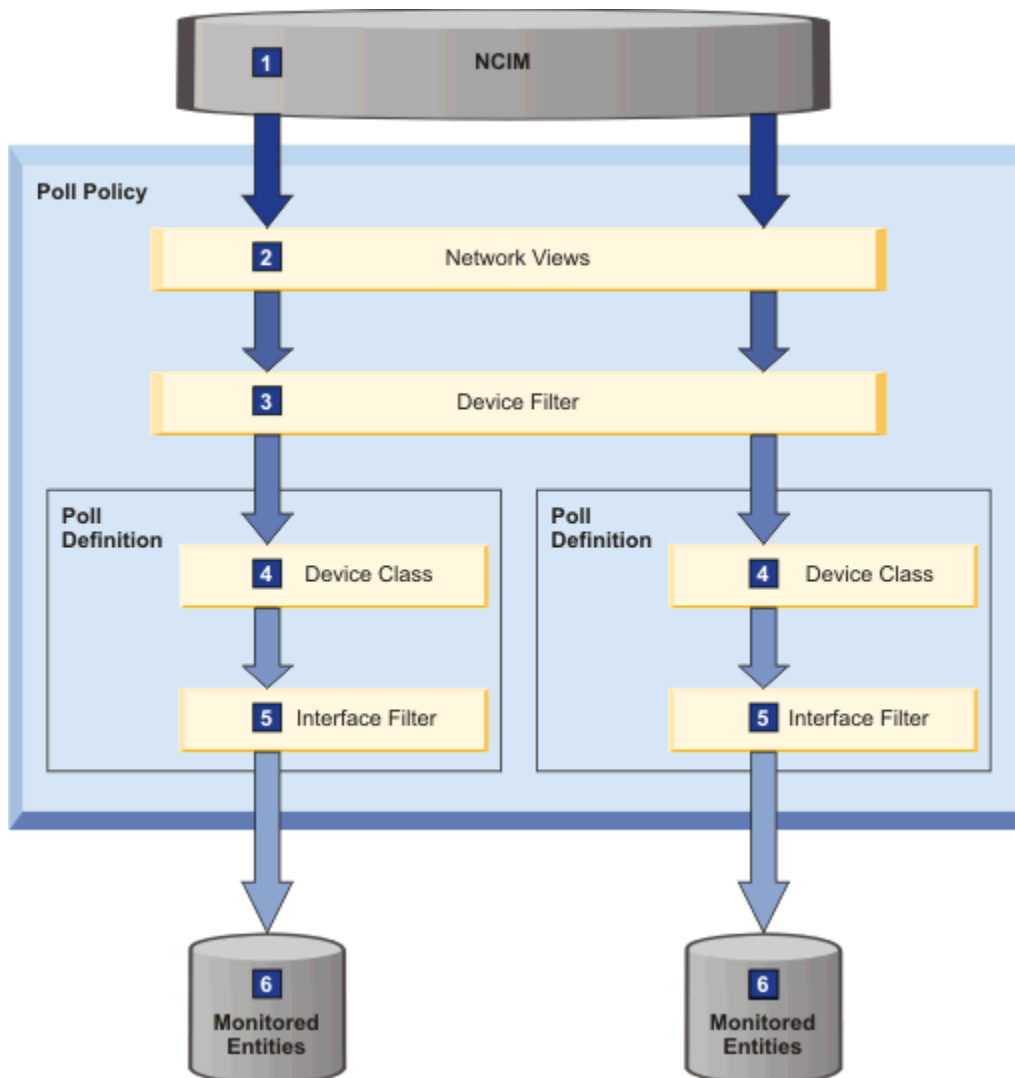 1 NCIM
Poll Policy
2 Network Views
3 Device Filter
Poll
Definition
4 Device Class
5 Interface Filter
Poll
Definition
4 Device Class
5 Interface Filter
6
Monitored
Entities
6
Monitored
Entities